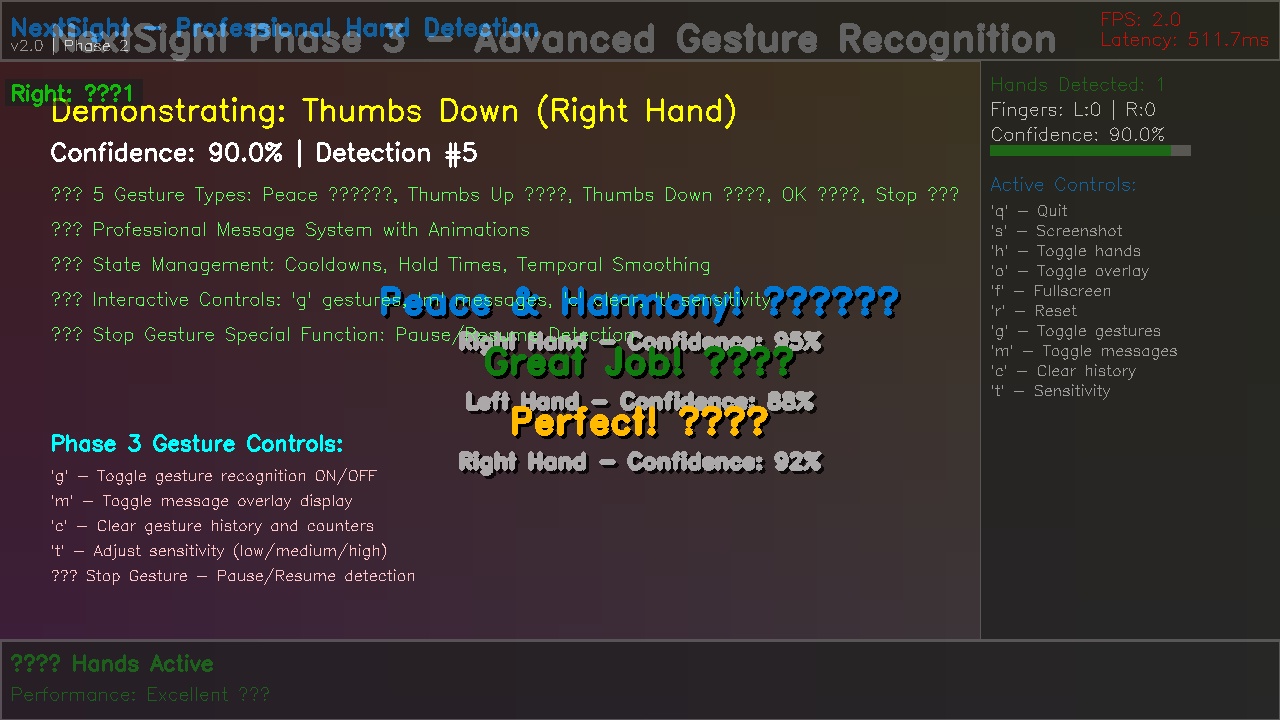 NextSight – Professional Hand Detection
NextSight Phase 3 – Advanced Gesture Recognition
v2.0 | Phase 2
FPS: 2.0
Latency: 511.7ms
Right: ???1
Demonstrating: Thumbs Down (Right Hand)
Confidence: 90.0% | Detection #5
??? 5 Gesture Types: Peace ??????, Thumbs Up ????, Thumbs Down ????, OK ????, Stop ???
??? Professional Message System with Animations
??? State Management: Cooldowns, Hold Times, Temporal Smoothing
??? Interactive Controls: 'g' gestures, 'm' messages, 'c' clear, 't' sensitivity
??? Stop Gesture Special Function: Pause/Resume Detection
Peace & Harmony! ??????
Right Hand – Confidence: 95%
Great Job! ????
Left Hand – Confidence: 88%
Perfect! ????
Right Hand – Confidence: 92%
Phase 3 Gesture Controls:
'g' – Toggle gesture recognition ON/OFF
'm' – Toggle message overlay display
'c' – Clear gesture history and counters
't' – Adjust sensitivity (low/medium/high)
??? Stop Gesture – Pause/Resume detection
Hands Detected: 1
Fingers: L:0 | R:0
Confidence: 90.0%
Active Controls:
'q' – Quit
's' – Screenshot
'h' – Toggle hands
'o' – Toggle overlay
'f' – Fullscreen
'r' – Reset
'g' – Toggle gestures
'm' – Toggle messages
'c' – Clear history
't' – Sensitivity
???? Hands Active
Performance: Excellent ???